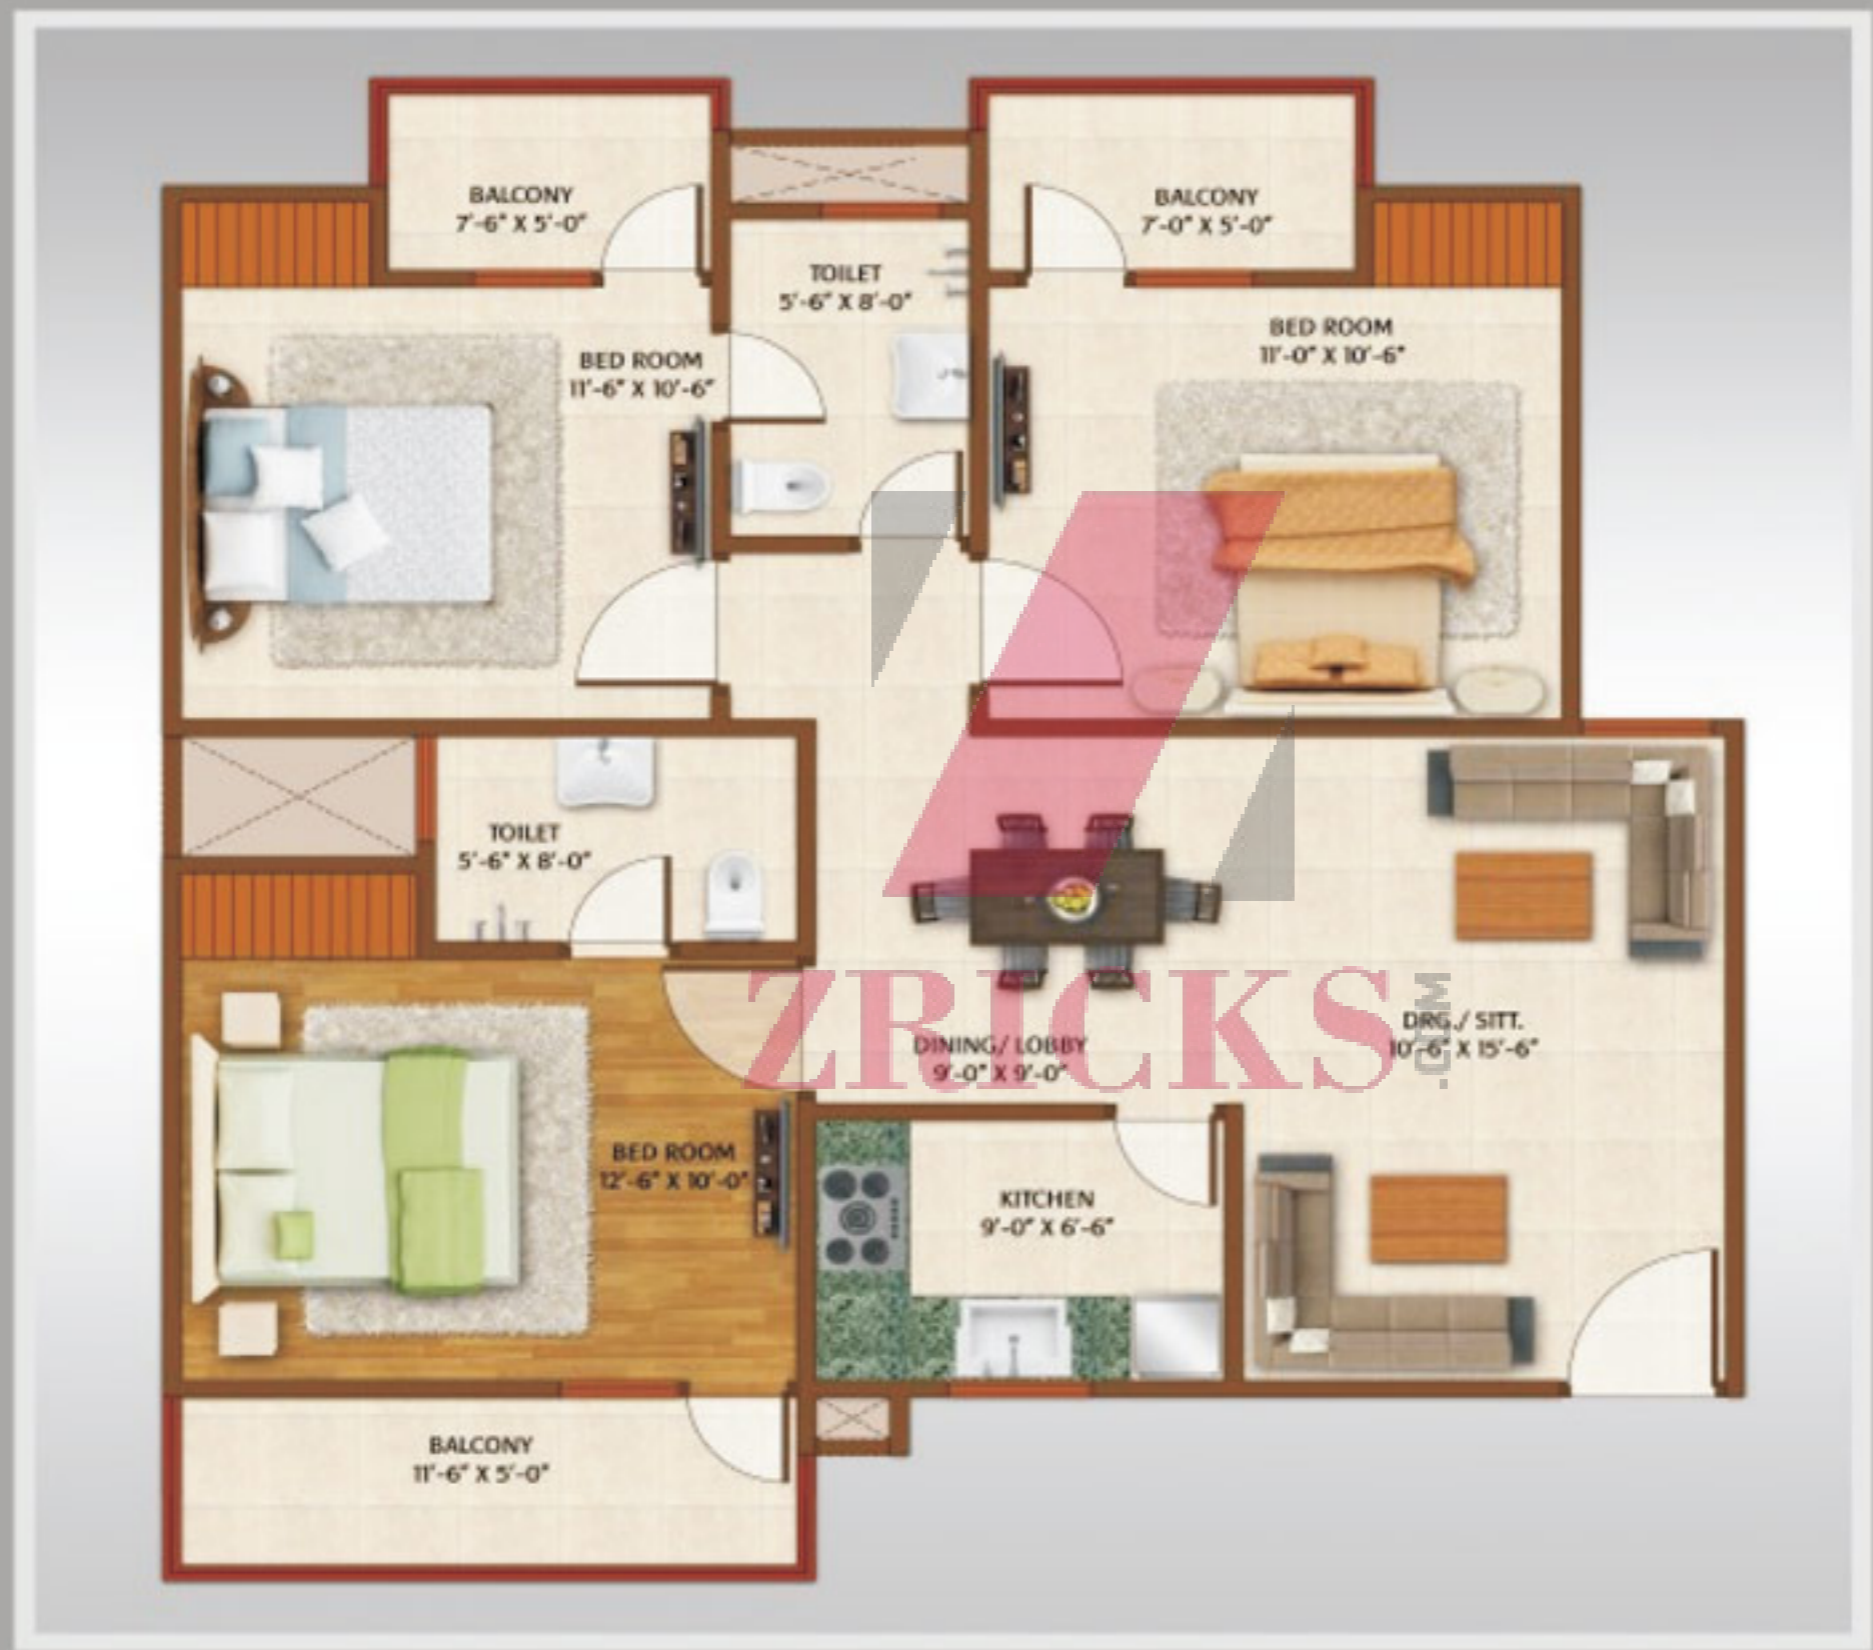 BALCONY
7'-6" X 5'-0"
BALCONY
7'-0" X 5'-0"
TOILET
5'-6" X 8'-0"
BED ROOM
11'-6" X 10'-6"
BED ROOM
11'-0" X 10'-6"
TOILET
5'-6" X 8'-0"
ZRICKS
.COM
DINING/ LOBBY
9'-0" X 9'-0"
DRG./ SITT.
10'-6" X 15'-6"
BED ROOM
12'-6" X 10'-0"
KITCHEN
9'-0" X 6'-6"
BALCONY
11'-6" X 5'-0"